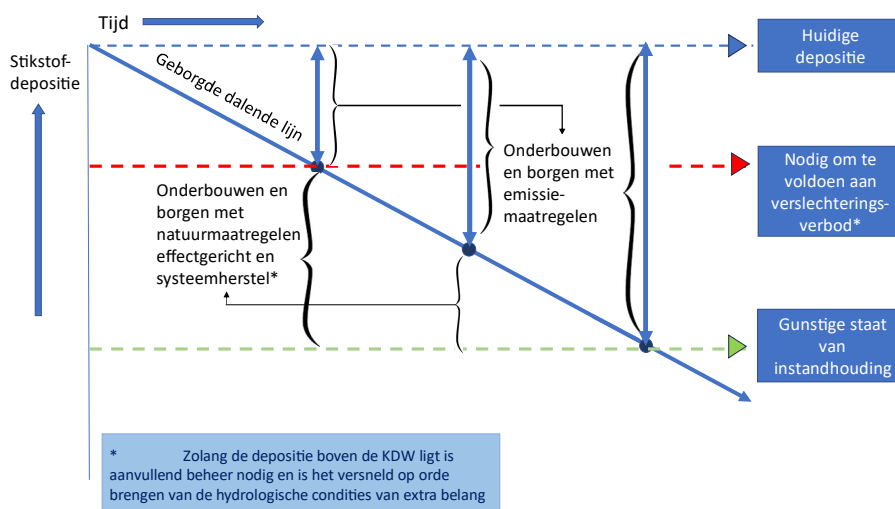 Tijd
Stikstof-
depositie
Geborgde dalende lijn
Huidige
depositie
Onderbouwen
en borgen met
emissie-
maatregelen
Nodig om te
voldoen aan
verslechterings-
verbod*
Onderbouwen en
borgen met
natuurmaatregelen
effectgericht en
systeemherstel*
Gunstige staat
van
instandhouding
* Zolang de depositie boven de KDW ligt is
aanvullend beheer nodig en is het versneld op orde
brengen van de hydrologische condities van extra belang